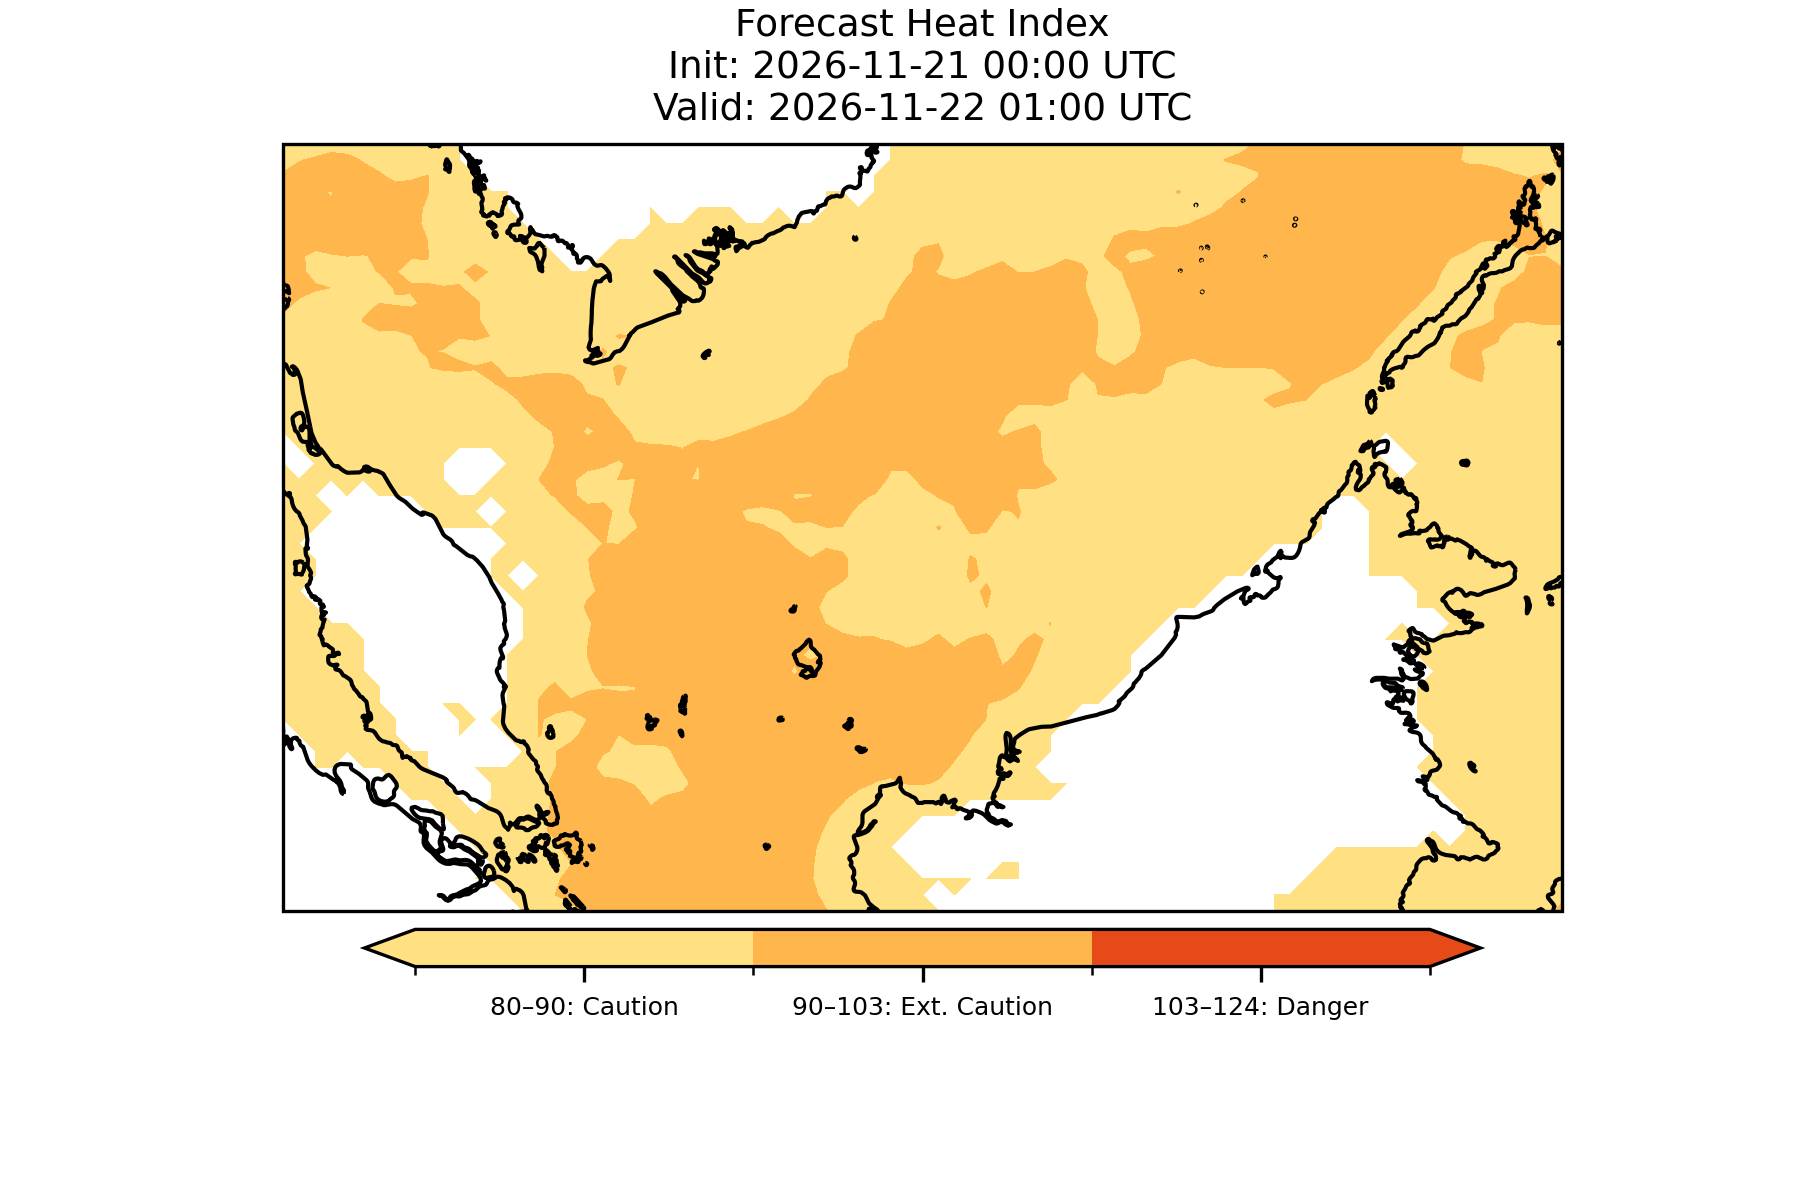 Forecast Heat Index
Init: 2026-11-21 00:00 UTC
Valid: 2026-11-22 01:00 UTC
80–90: Caution
90–103: Ext. Caution
103–124: Danger